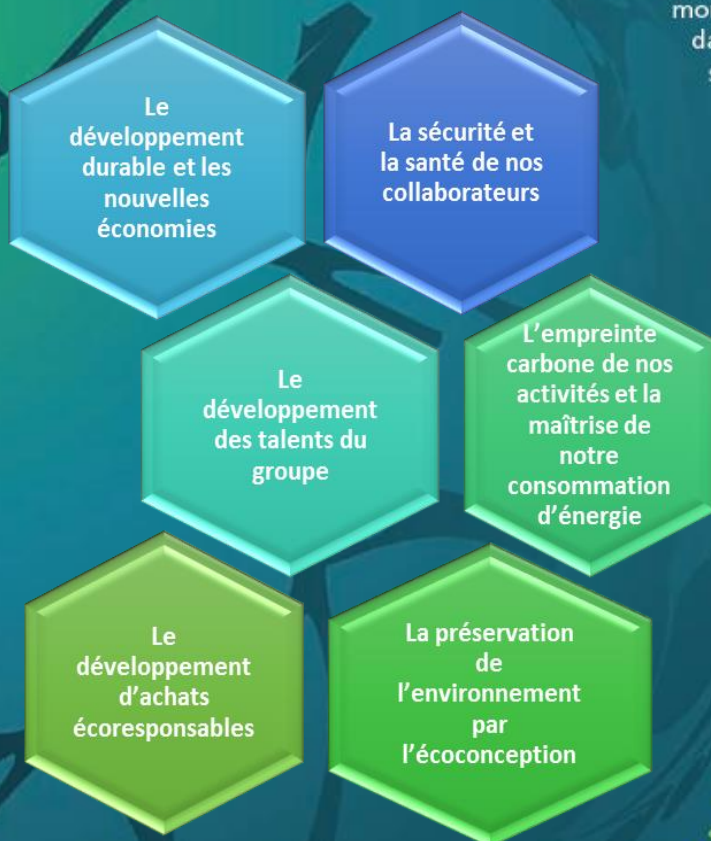 Le
développement
durable et les
nouvelles
économies
La sécurité et
la santé de nos
collaborateurs
Le
développement
des talents du
groupe
L’empreinte
carbone de nos
activités et la
maîtrise de
notre
consommation
d’énergie
Le
développement
d’achats
écoresponsables
La préservation
de
l’environnement
par
l’écoconception